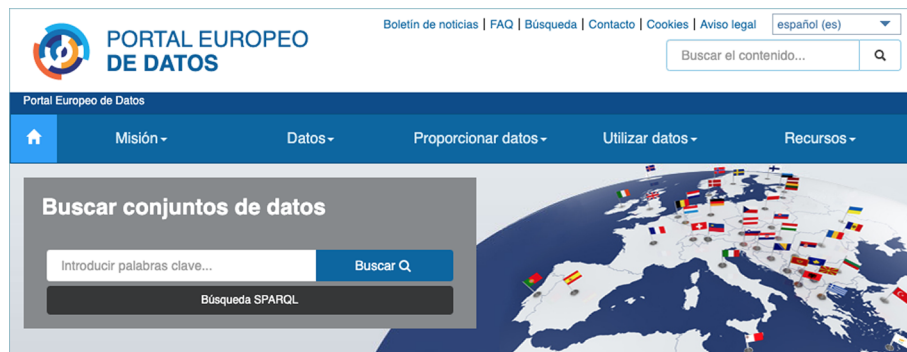 Boletín de noticias | FAQ | Búsqueda | Contacto | Cookies | Aviso legal español (es)
PORTAL EUROPEO
DE DATOS
Buscar el contenido...
Portal Europeo de Datos
Misión Datos Proporcionar datos Utilizar datos Recursos
Buscar conjuntos de datos
Introducir palabras clave... Buscar
Búsqueda SPARQL